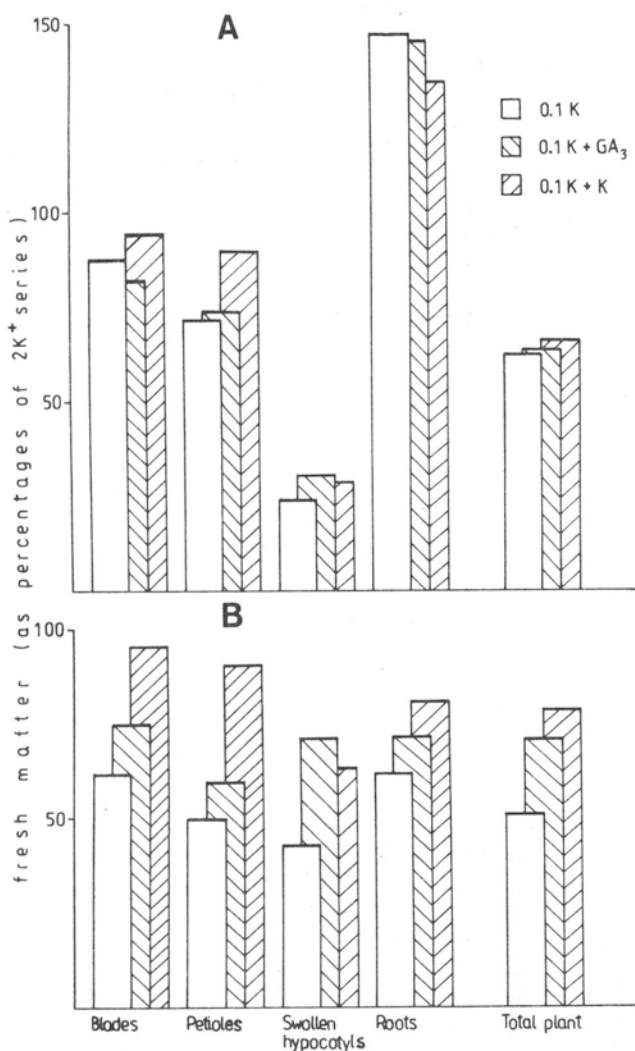 A
150
100
50
0.1 K
0.1 K + GA3
0.1 K + K
fresh matter (as percentages of 2K+ series)
B
100
50
0
Blades
Petioles
Swollen
hypocotyls
Roots
Total plant